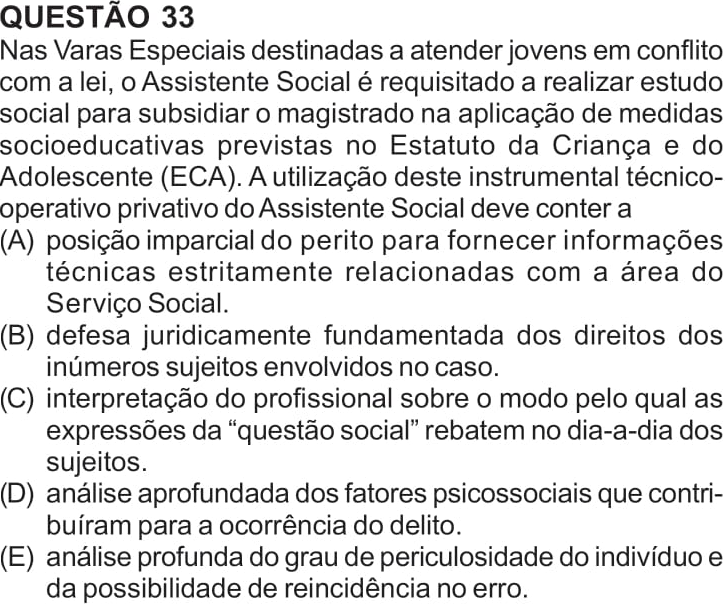 QUESTÃO 33
Nas Varas Especiais destinadas a atender jovens em conflito
com a lei, o Assistente Social é requisitado a realizar estudo
social para subsidiar o magistrado na aplicação de medidas
socioeducativas previstas no Estatuto da Criança e do
Adolescente (ECA). A utilização deste instrumental técnico-
operativo privativo do Assistente Social deve conter a
(A) posição imparcial do perito para fornecer informações
técnicas estritamente relacionadas com a área do
Serviço Social.
(B) defesa juridicamente fundamentada dos direitos dos
inúmeros sujeitos envolvidos no caso.
(C) interpretação do profissional sobre o modo pelo qual as
expressões da “questão social” rebatem no dia-a-dia dos
sujeitos.
(D) análise aprofundada dos fatores psicossociais que contri-
buíram para a ocorrência do delito.
(E) análise profunda do grau de periculosidade do indivíduo e
da possibilidade de reincidência no erro.